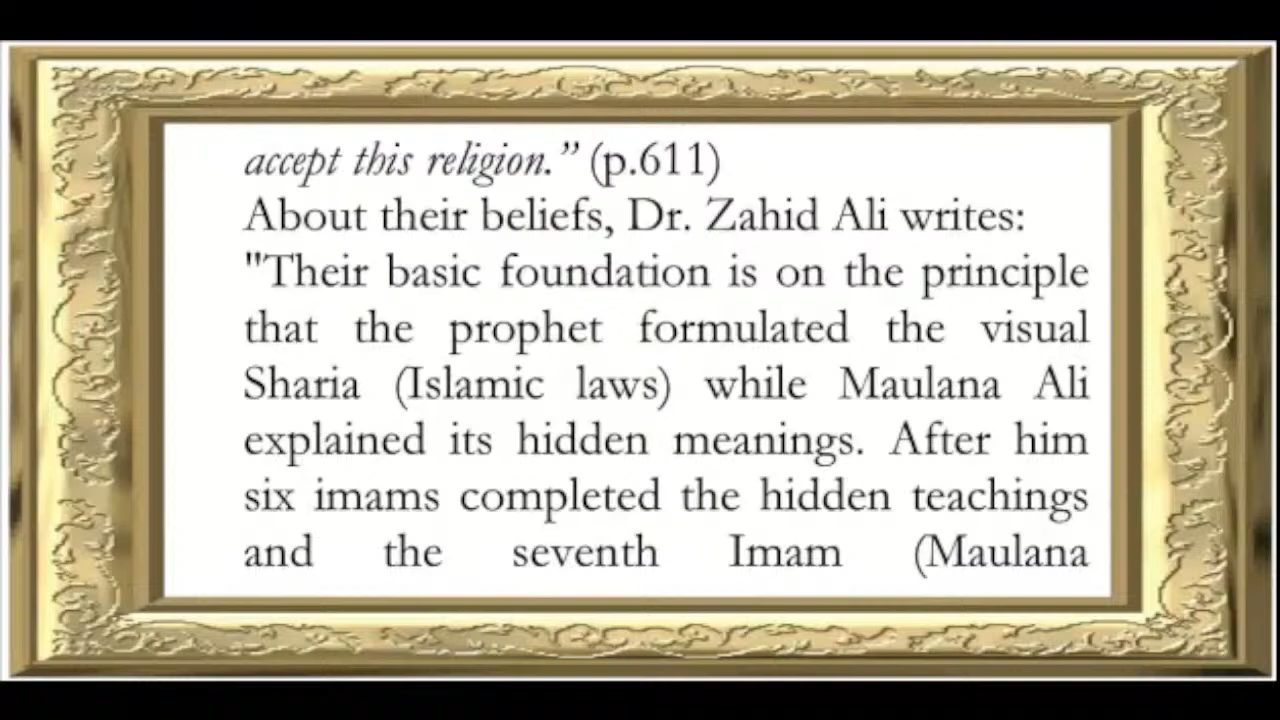 accept this religion.” (p.611)
About their beliefs, Dr. Zahid Ali writes:
"Their basic foundation is on the principle
that the prophet formulated the visual
Sharia (Islamic laws) while Maulana Ali
explained its hidden meanings. After him
six imams completed the hidden teachings
and the seventh Imam (Maulana